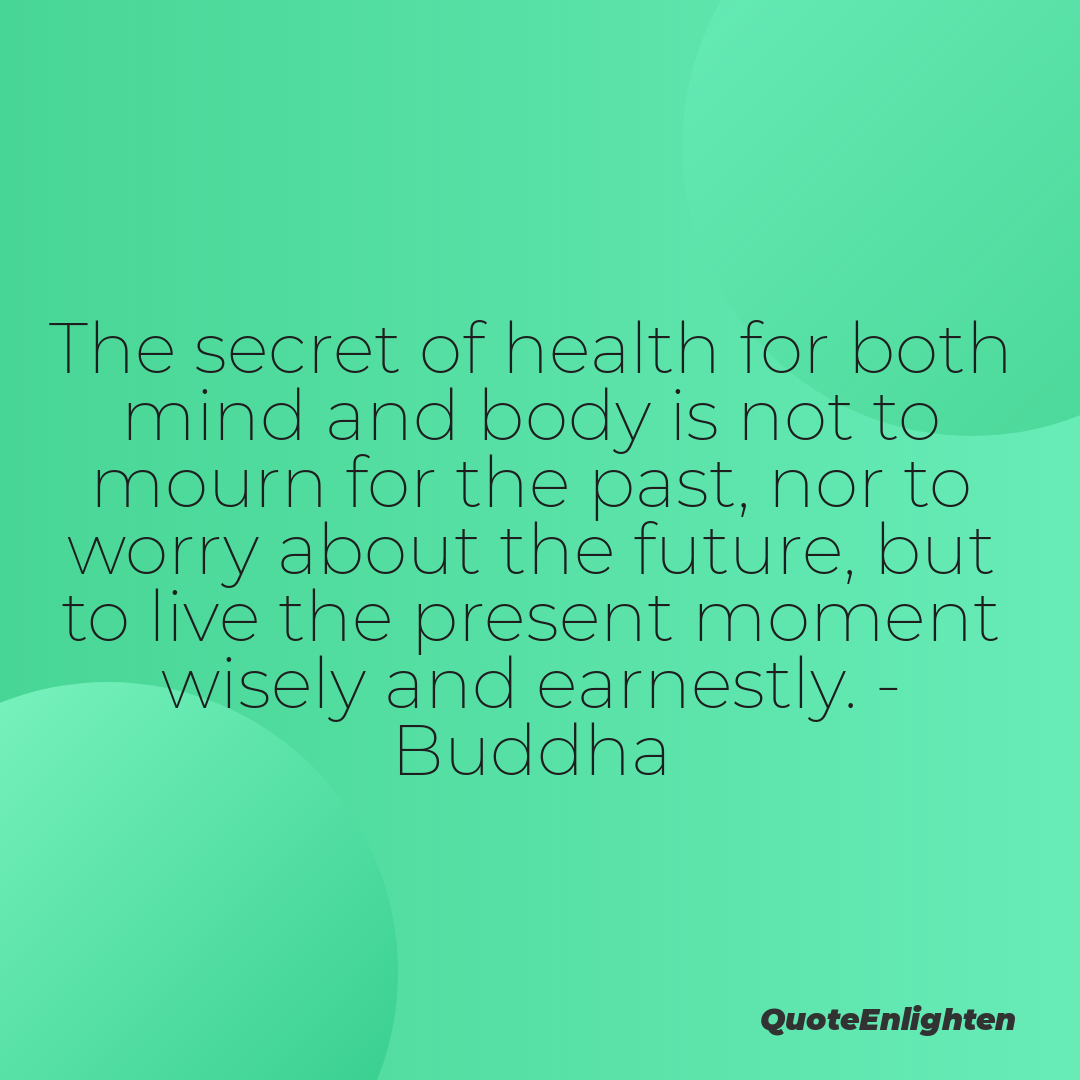 The secret of health for both
mind and body is not to
mourn for the past, nor to
worry about the future, but
to live the present moment
wisely and earnestly. -
Buddha
QuoteEnlighten